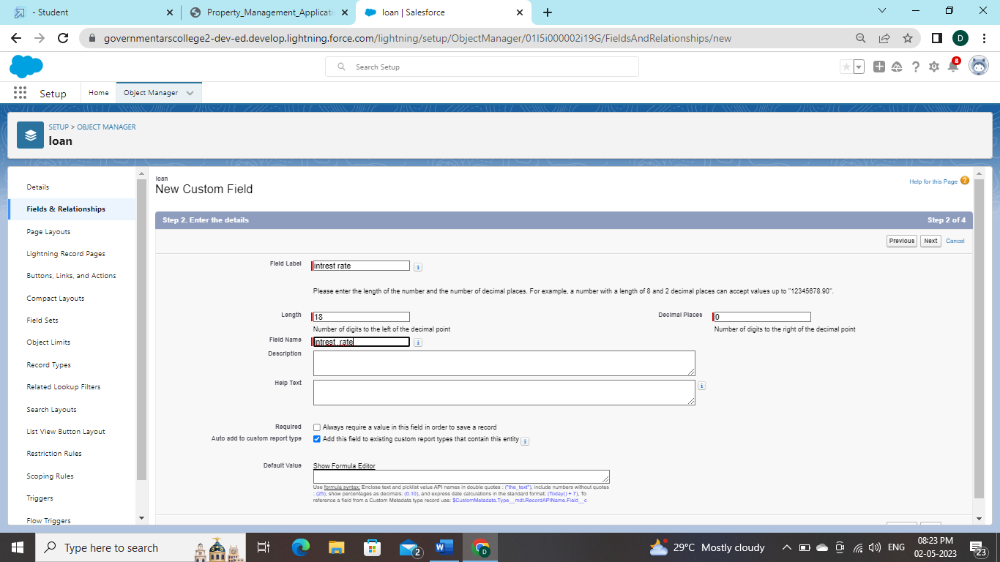 - Student
Property_Management_Applicati
loan | Salesforce
governmentarscollege2-dev-ed.develop.lightning.force.com/lightning/setup/ObjectManager/01I5i000002i19G/FieldsAndRelationships/new
D
Search Setup
8
Setup
Home
Object Manager
SETUP > OBJECT MANAGER
loan
Details
Fields & Relationships
Page Layouts
Lightning Record Pages
Buttons, Links, and Actions
Compact Layouts
Field Sets
Object Limits
Record Types
Related Lookup Filters
Search Layouts
List View Button Layout
Restriction Rules
Scoping Rules
Triggers
Flow Triggers
loan
New Custom Field
Help for this Page
Step 2. Enter the details
Step 2 of 4
Previous
Next
Cancel
Field Label
intrest rate
Please enter the length of the number and the number of decimal places. For example, a number with a length of 8 and 2 decimal places can accept values up to "12345678.90".
Length
18
Decimal Places
0
Number of digits to the left of the decimal point
Number of digits to the right of the decimal point
Field Name
intrest_rate
Description
Help Text
Required
Always require a value in this field in order to save a record
Auto add to custom report type
Add this field to existing custom report types that contain this entity
Default Value
Show Formula Editor
Use formula syntax: Enclose text and picklist value API names in double quotes : ("the_text"), include numbers without quotes
: (25), show percentages as decimals: (0.10), and express date calculations in the standard format: (Today() + 7), To
reference a field from a Custom Metadata type record use: $CustomMetadata.Type__mdt.RecordAPIName.Field__c
Type here to search
2
29°C Mostly cloudy
ENG
08:23 PM
02-05-2023
23